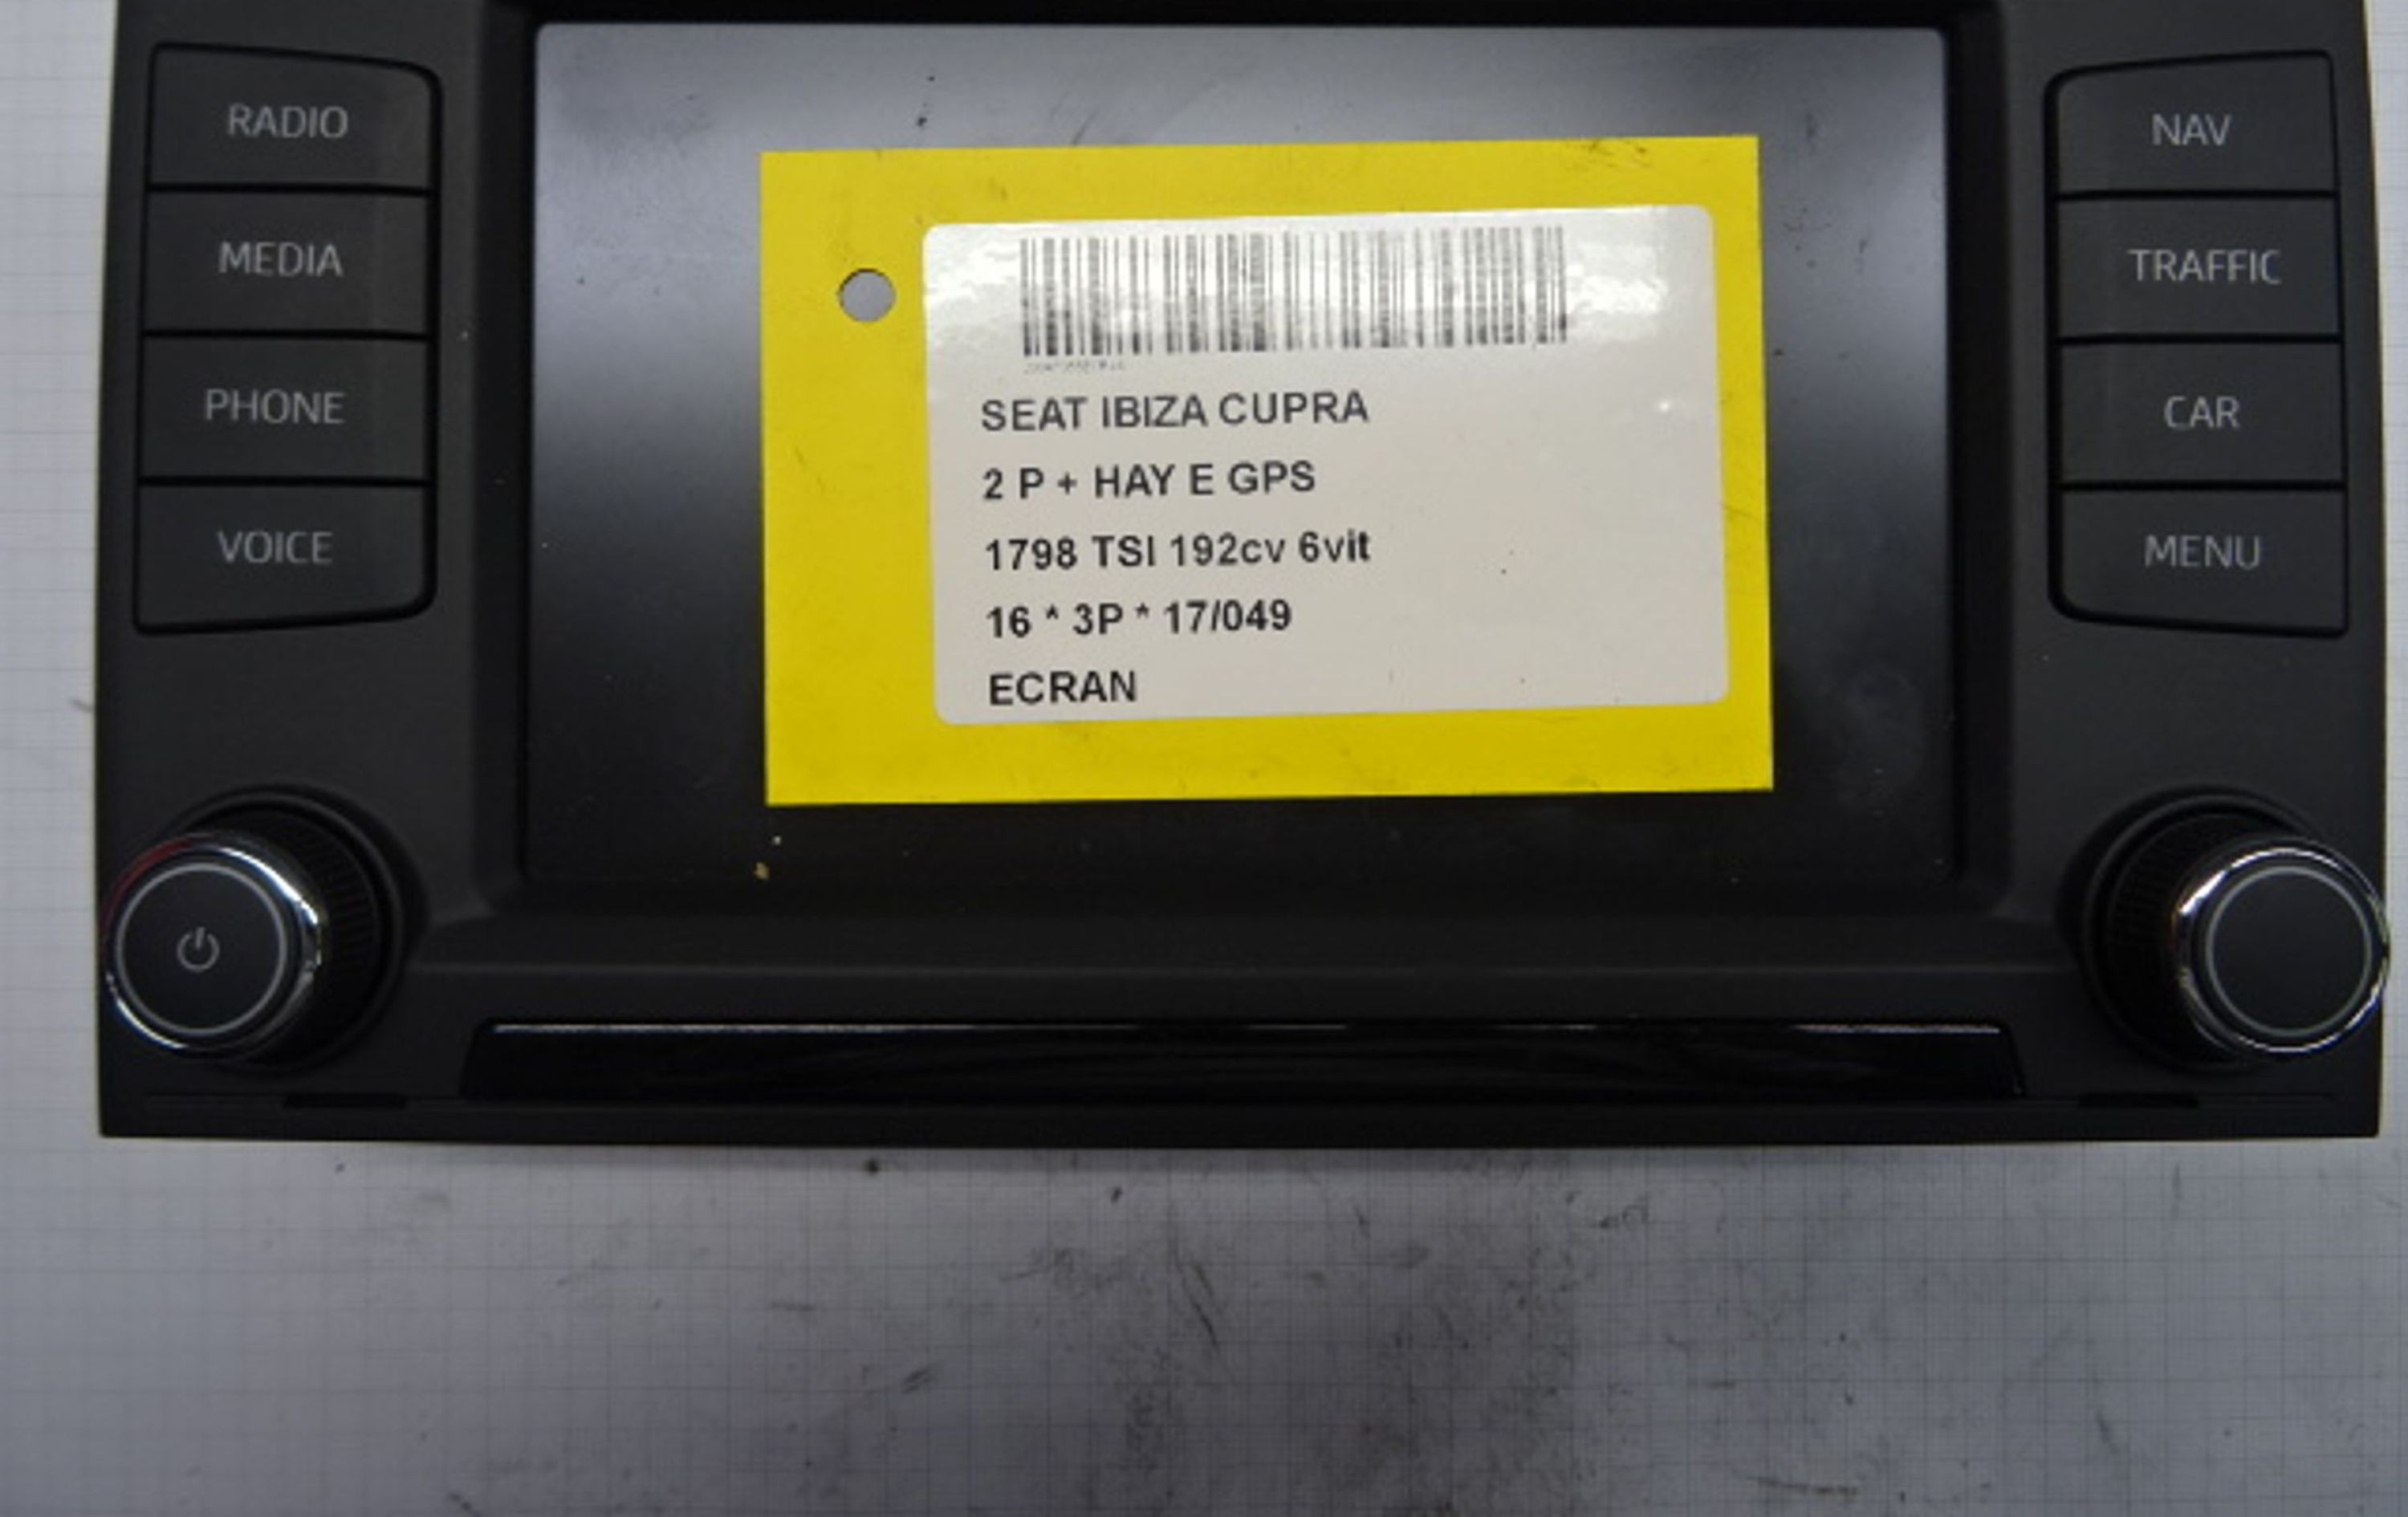 RADIO
MEDIA
PHONE
VOICE
SEAT IBIZA CUPRA
2 P + HAY E GPS
1798 TSI 192cv 6vit
16 * 3P * 17/049
ECRAN
NAV
TRAFFIC
CAR
MENU